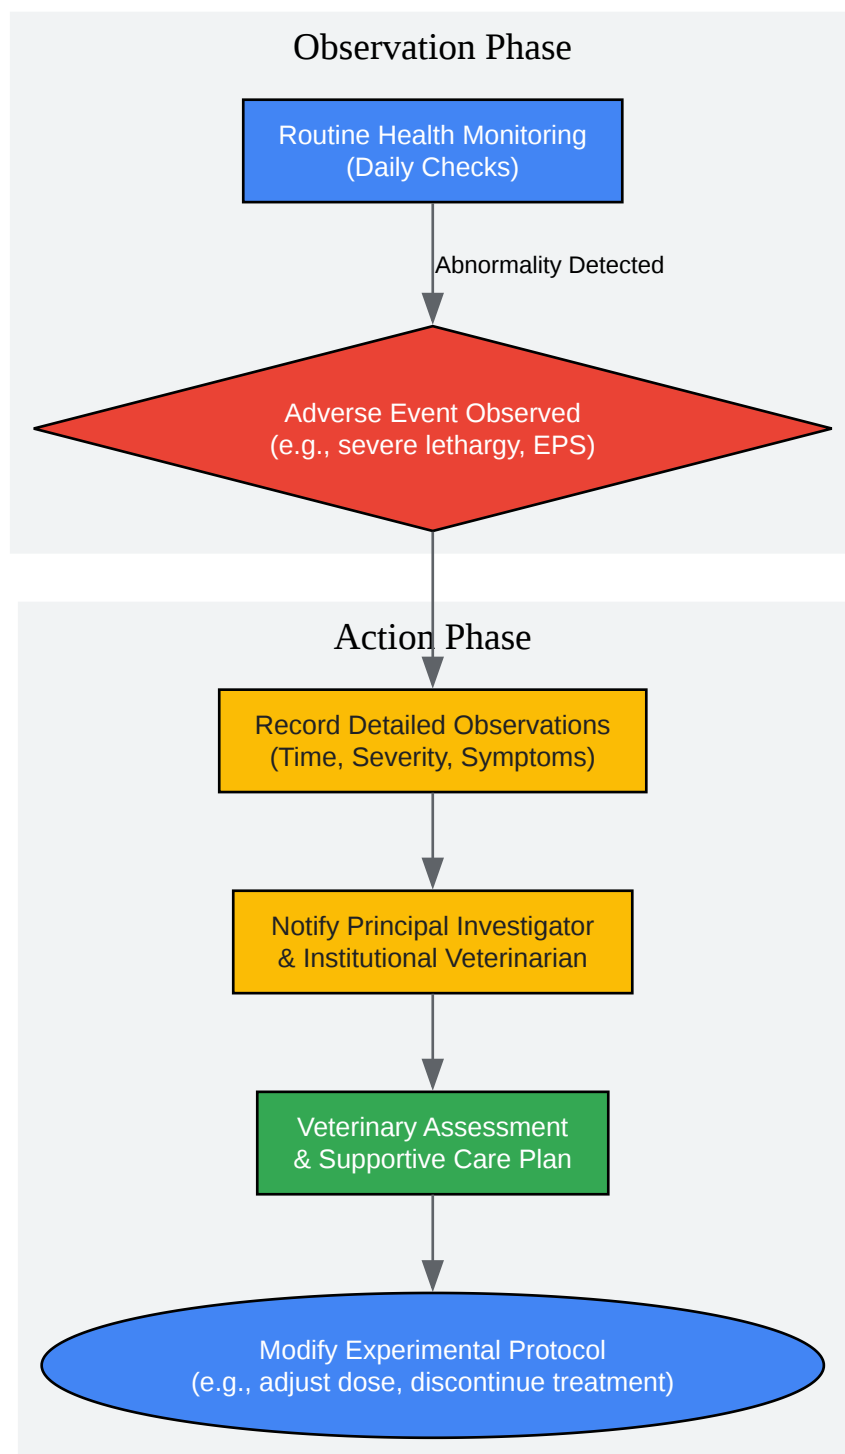 Observation Phase
Routine Health Monitoring
(Daily Checks)
Abnormality Detected
Adverse Event Observed
(e.g., severe lethargy, EPS)
Action Phase
Record Detailed Observations
(Time, Severity, Symptoms)
Notify Principal Investigator
& Institutional Veterinarian
Veterinary Assessment
& Supportive Care Plan
Modify Experimental Protocol
(e.g., adjust dose, discontinue treatment)